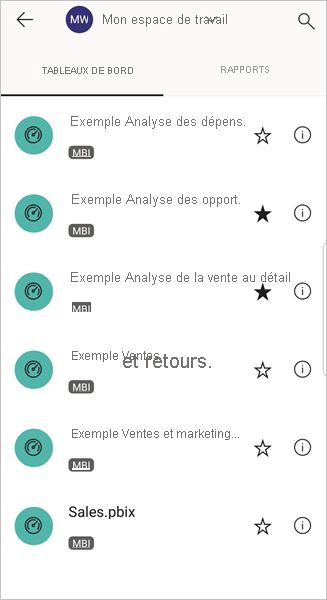 MW Mon espace de travail
TABLEAUX DE BORD RAPPORTS
Exemple Analyse des dépens.
MBI
Exemple Analyse des opport.
MBI
Exemple Analyse de la vente au détail
MBI
Exemple Ventes
et retours.
MBI
Exemple Ventes et marketing...
MBI
Sales.pbix
MBI